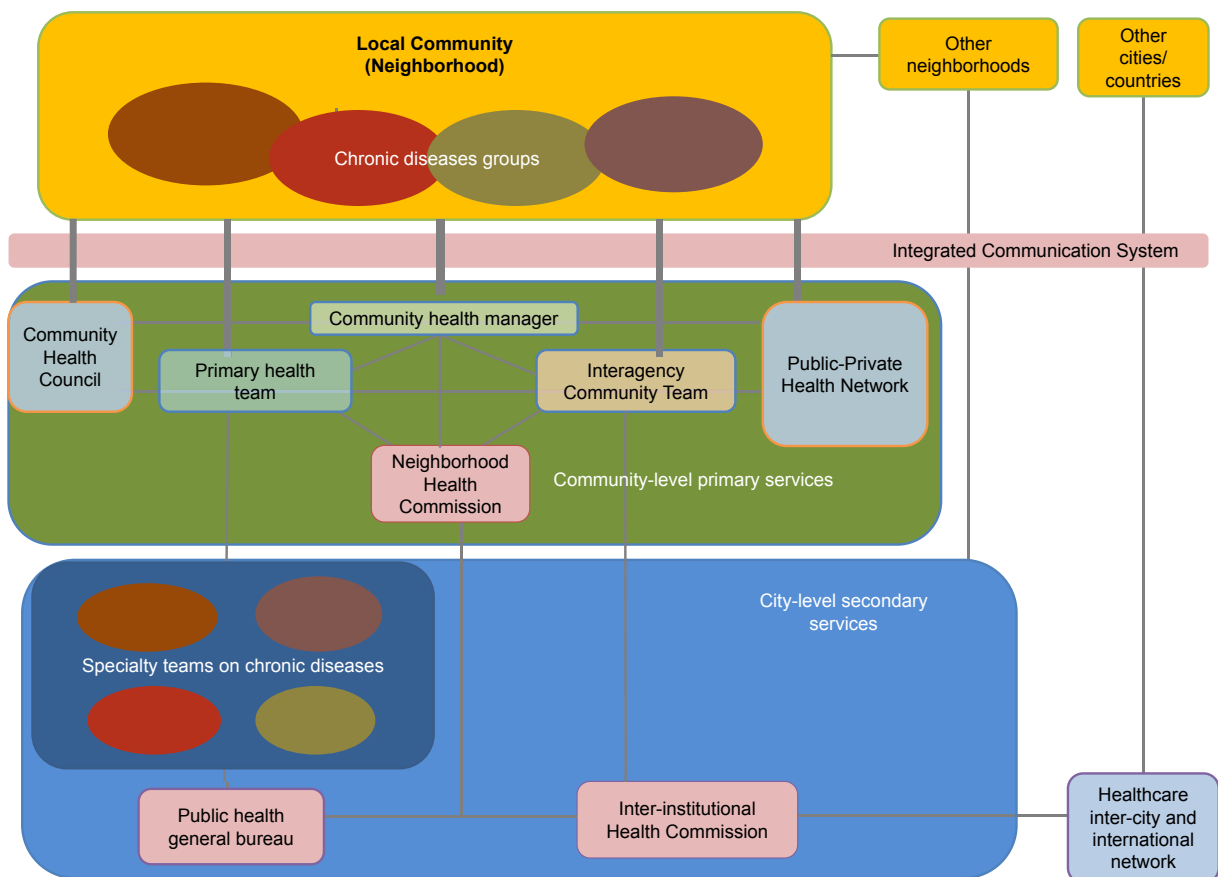 Local Community
(Neighborhood)
Other
neighborhoods
Other
cities/
countries
Chronic diseases groups
Integrated Communication System
Community
Health
Council
Community health manager
Primary health
team
Interagency
Community Team
Public-Private
Health Network
Neighborhood
Health
Commission
Community-level primary services
City-level secondary
services
Specialty teams on chronic diseases
Public health
general bureau
Inter-institutional
Health Commission
Healthcare
inter-city and
international
network